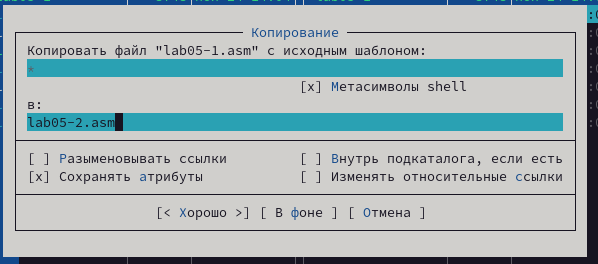 Копирование
Копировать файл "lab05-1.asm" с исходным шаблоном:
*
[x] Метасимволы shell
в:
lab05-2.asm
[ ] Разыменовывать ссылки [ ] Внутрь подкаталога, если есть
[x] Сохранять атрибуты [ ] Изменять относительные ссылки
[< Хорошо >] [ В фоне ] [ Отмена ]